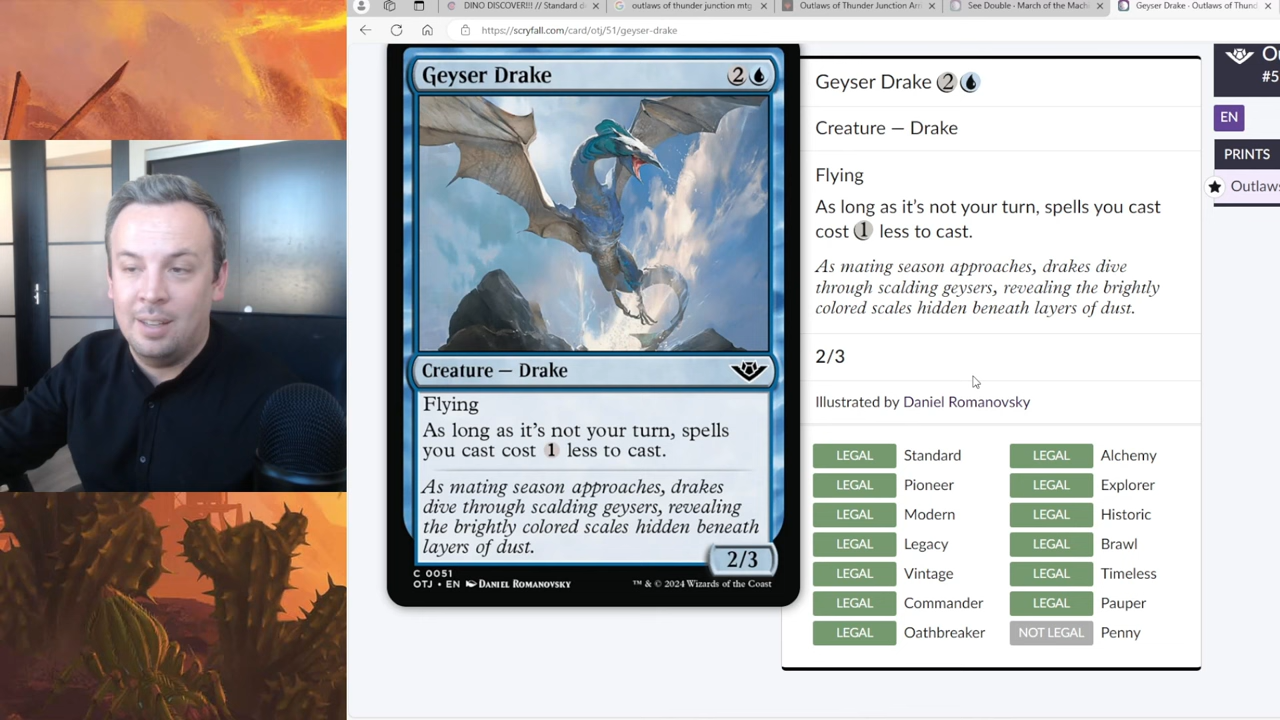 DINO DISCOVER!!! // Standard d
outlaws of thunder junction mtg
Outlaws of Thunder Junction Arr
See Double - March of the Machi
Geyser Drake - Outlaws of Thund
https://scryfall.com/card/otj/51/geyser-drake
Geyser Drake 2
Creature — Drake
Flying
As long as it's not your turn, spells
you cast cost 1 less to cast.
As mating season approaches, drakes
dive through scalding geysers, revealing
the brightly colored scales hidden beneath
layers of dust.
2/3
C 0051
OTJ • EN Daniel Romanovsky
™ & © 2024 Wizards of the Coast
Geyser Drake 2
Creature — Drake
Flying
As long as it's not your turn, spells you cast
cost 1 less to cast.
As mating season approaches, drakes dive
through scalding geysers, revealing the brightly
colored scales hidden beneath layers of dust.
2/3
Illustrated by Daniel Romanovsky
LEGAL Standard LEGAL Alchemy
LEGAL Pioneer LEGAL Explorer
LEGAL Modern LEGAL Historic
LEGAL Legacy LEGAL Brawl
LEGAL Vintage LEGAL Timeless
LEGAL Commander LEGAL Pauper
LEGAL Oathbreaker NOT LEGAL Penny
Ou
#5
EN
PRINTS
Outlaws